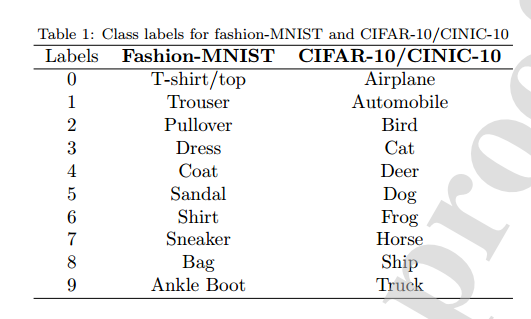 Table 1: Class labels for fashion-MNIST and CIFAR-10/CINIC-10
Labels Fashion-MNIST CIFAR-10/CINIC-10
0 T-shirt/top Airplane
1 Trouser Automobile
2 Pullover Bird
3 Dress Cat
4 Coat Deer
5 Sandal Dog
6 Shirt Frog
7 Sneaker Horse
8 Bag Ship
9 Ankle Boot Truck